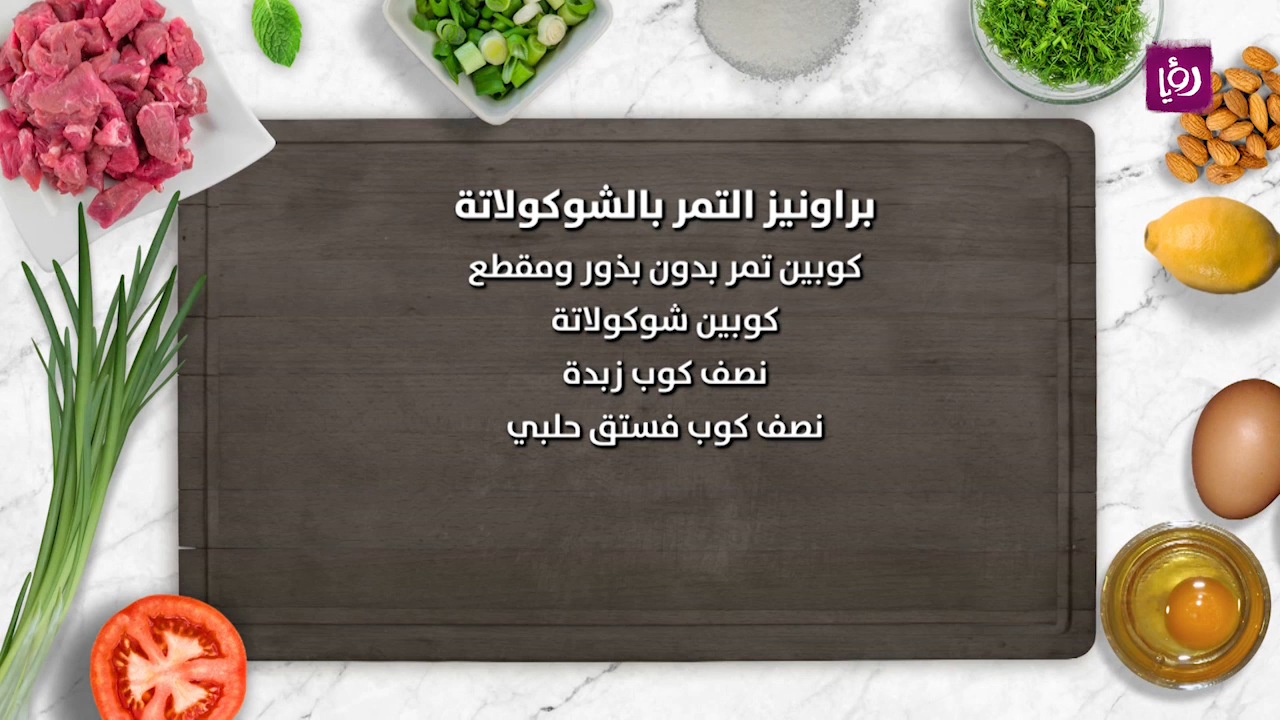 رؤيا
براونيز التمر بالشوكولاتة
كوبين تمر بدون بذور ومقطع
كوبين شوكولاتة
نصف كوب زبدة
نصف كوب فستق حلبي